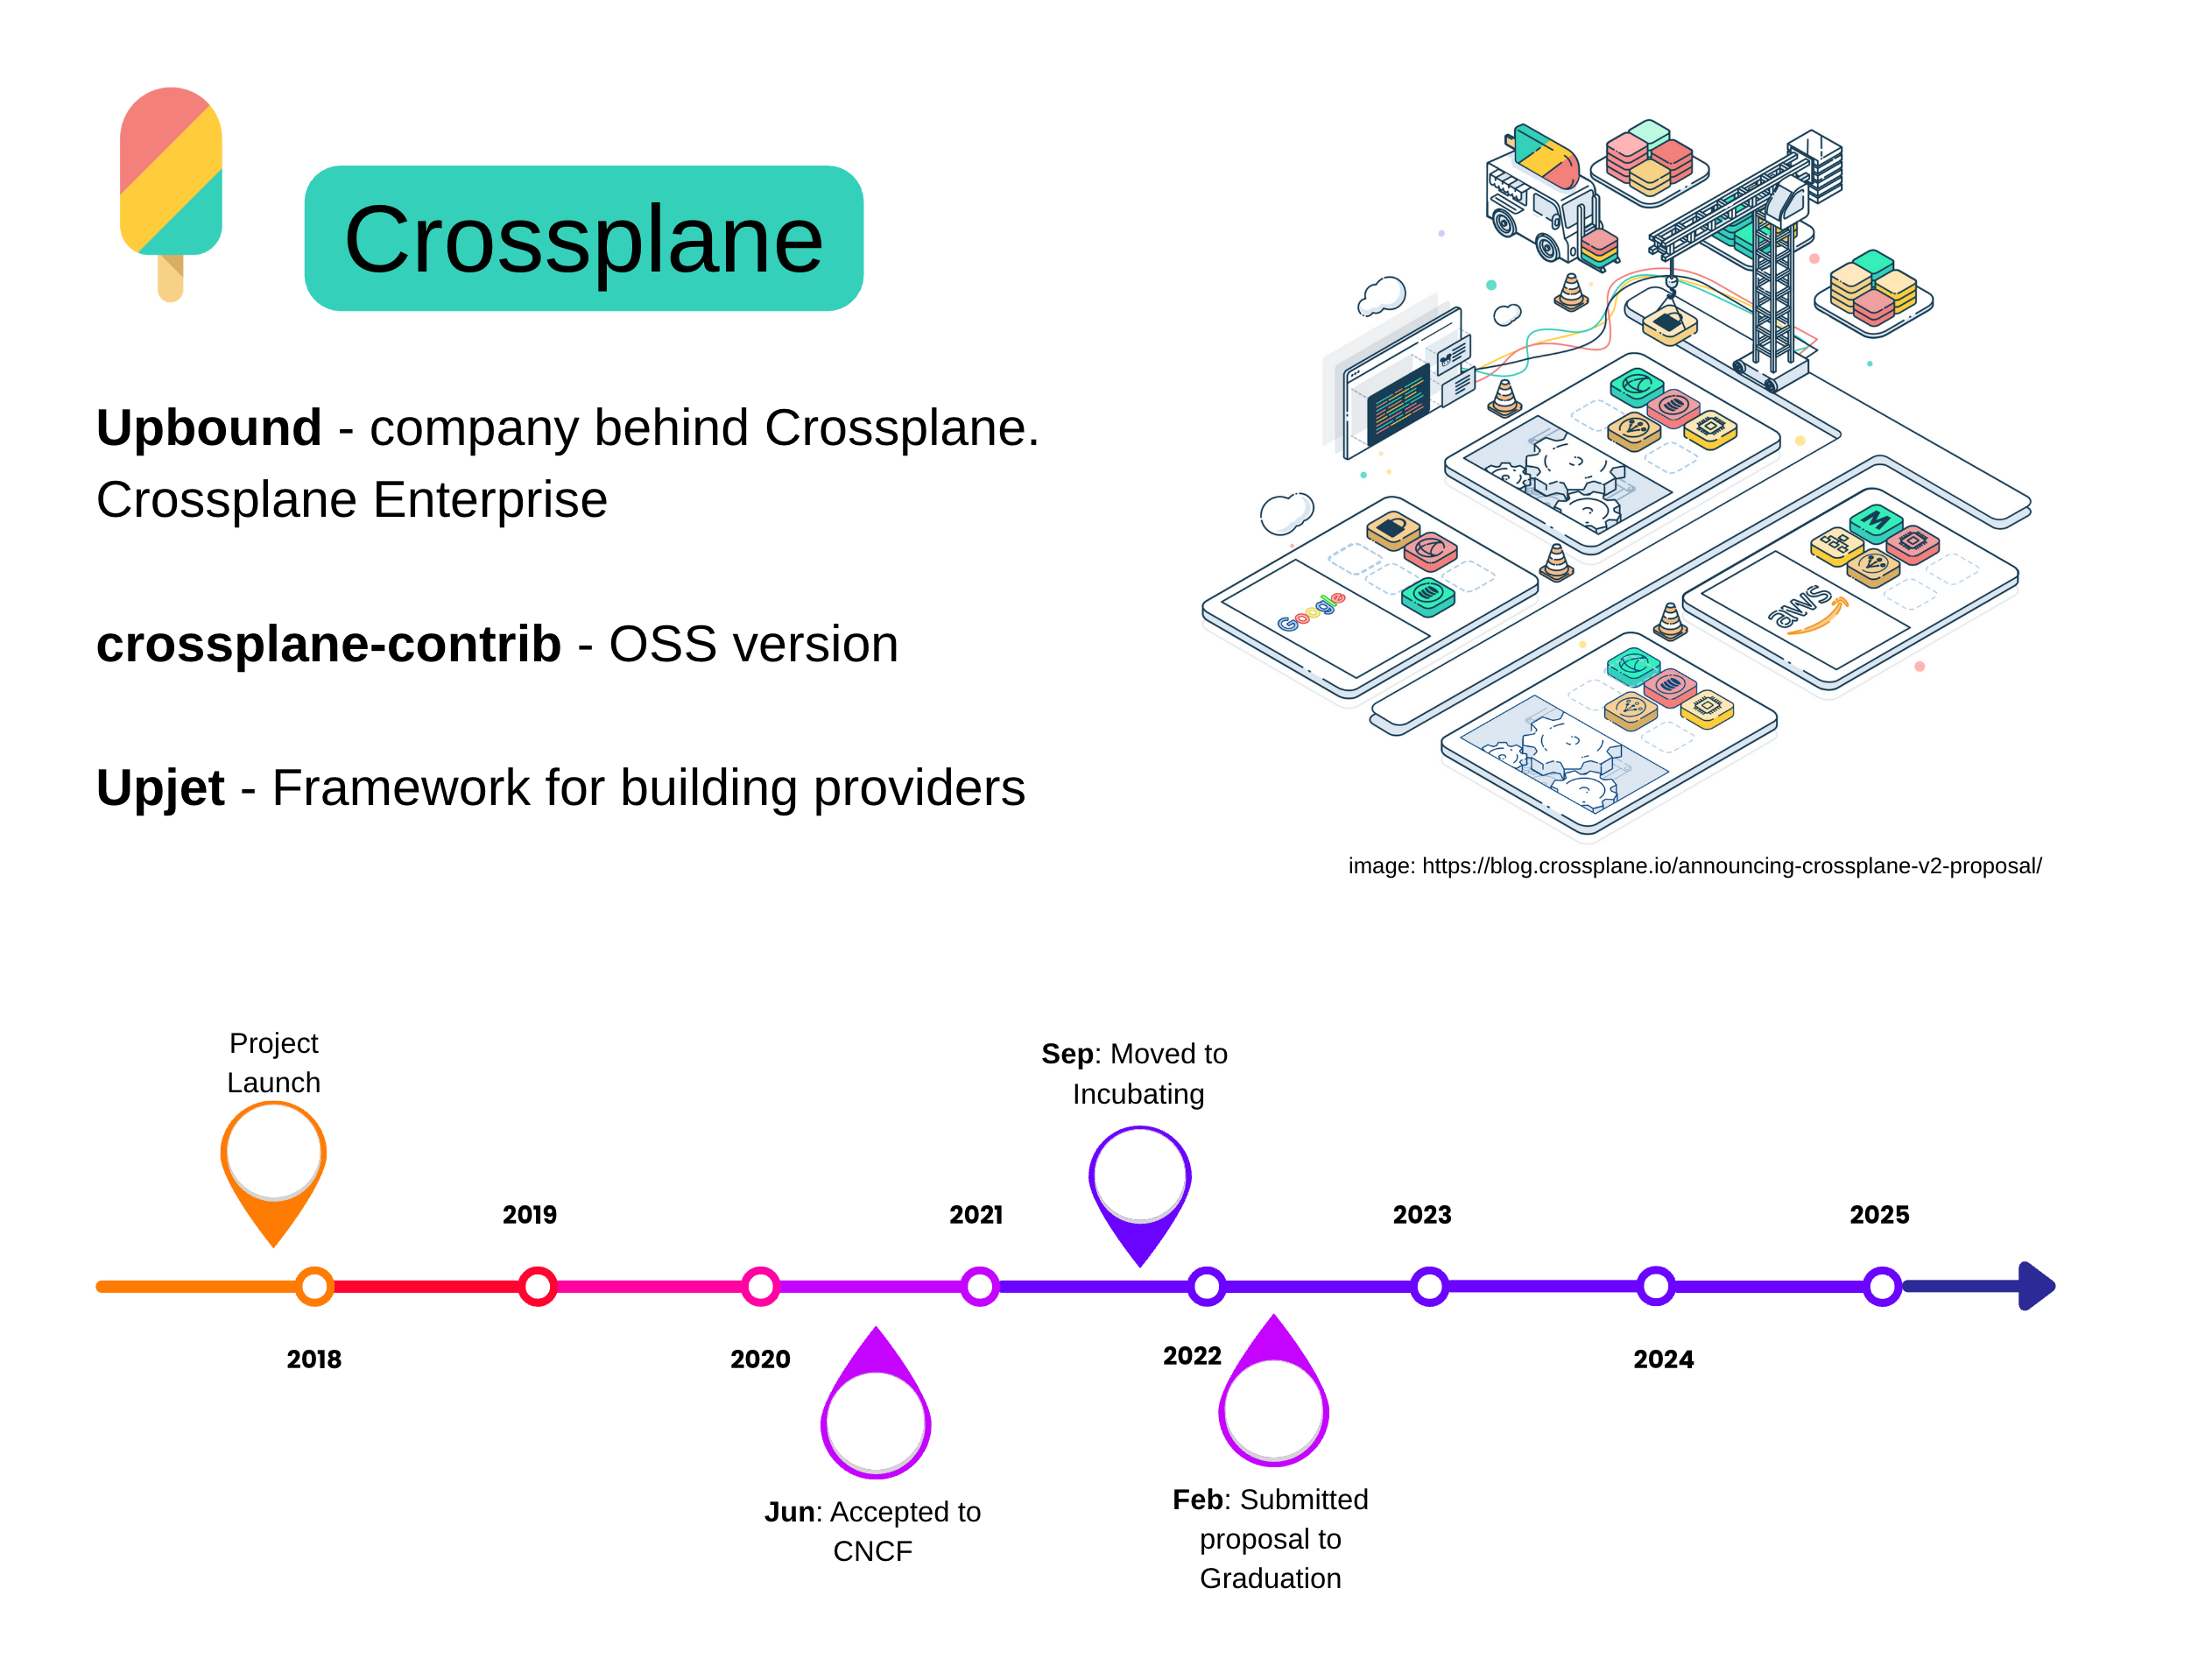 Crossplane
Upbound - company behind Crossplane.
Crossplane Enterprise
crossplane-contrib - OSS version
Upjet - Framework for building providers
Google
aws
M
image: https://blog.crossplane.io/announcing-crossplane-v2-proposal/
Project
Launch
Sep: Moved to
Incubating
2019
2021
2023
2025
2018
2020
2022
2024
Jun: Accepted to
CNCF
Feb: Submitted
proposal to
Graduation